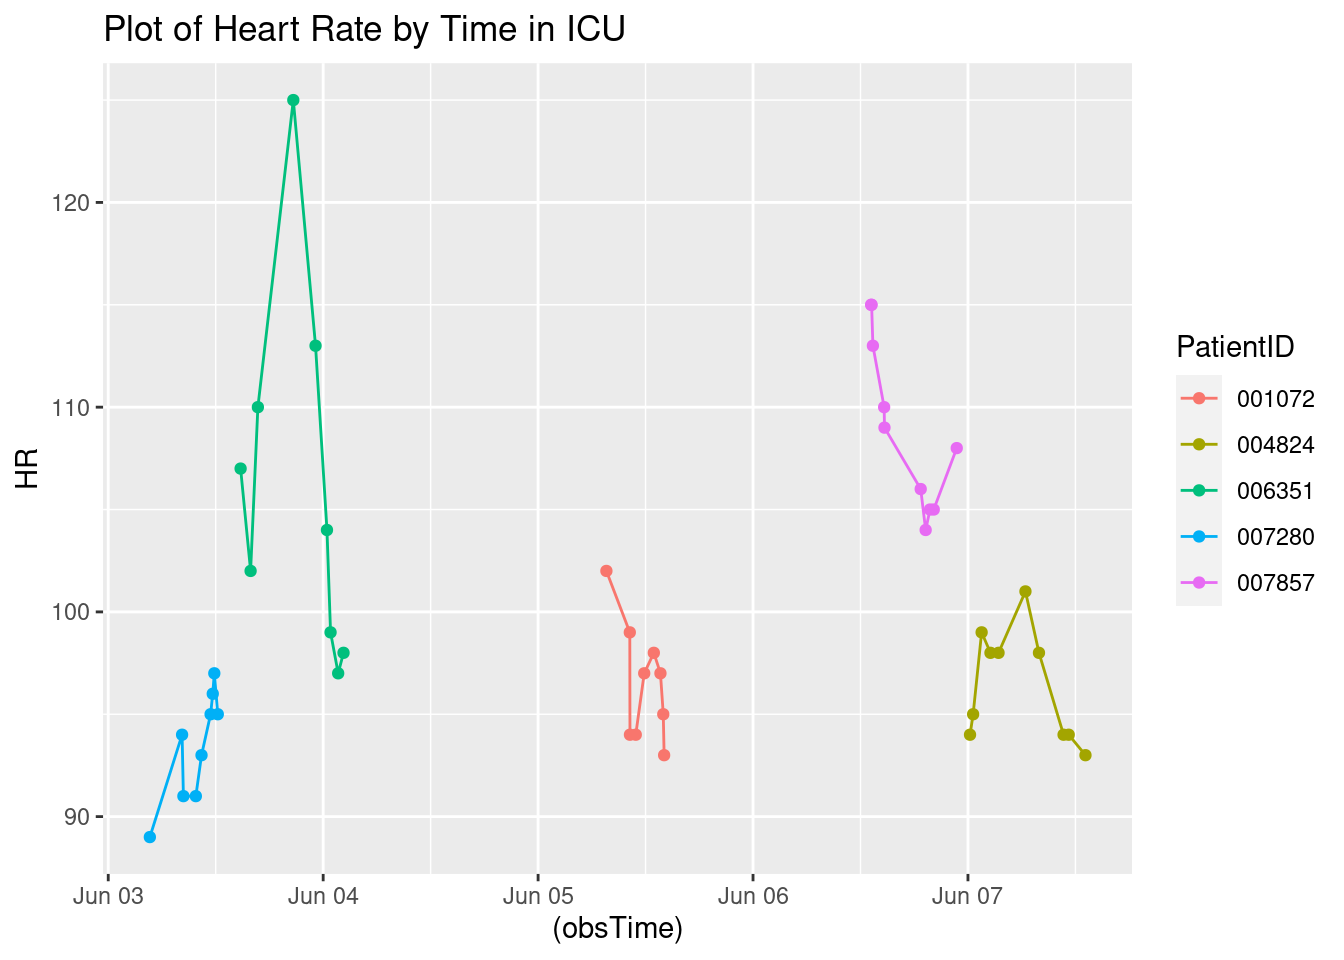 Plot of Heart Rate by Time in ICU
120
110
100
90
HR
Jun 03 Jun 04 Jun 05 Jun 06 Jun 07
(obsTime)
PatientID
001072
004824
006351
007280
007857